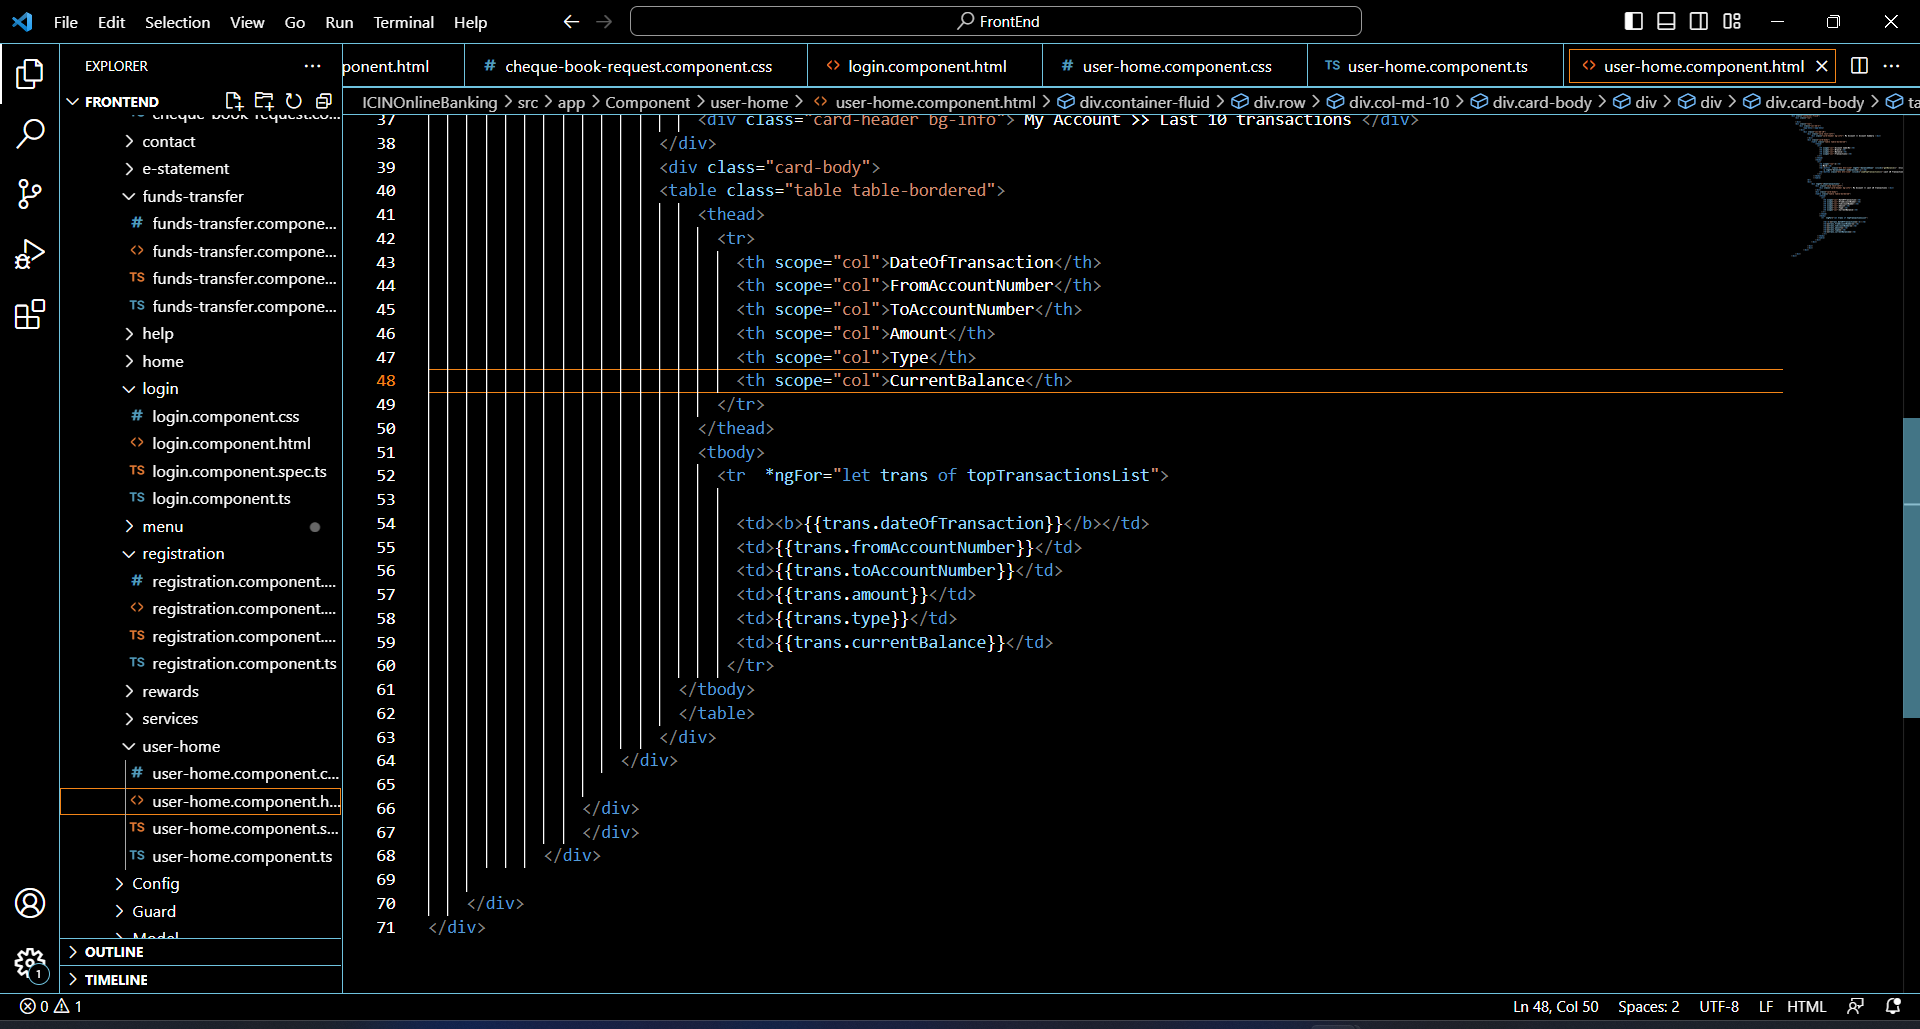 File Edit Selection View Go Run Terminal Help
FrontEnd
EXPLORER
FRONTEND
contact
e-statement
funds-transfer
# funds-transfer.compone...
<> funds-transfer.compone...
TS funds-transfer.compone...
TS funds-transfer.compone...
help
home
login
# login.component.css
<> login.component.html
TS login.component.spec.ts
TS login.component.ts
menu
registration
# registration.component....
<> registration.component....
TS registration.component....
TS registration.component.ts
rewards
services
user-home
# user-home.component.c...
<> user-home.component.h...
TS user-home.component.s...
TS user-home.component.ts
Config
Guard
Model
OUTLINE
TIMELINE
ponent.html # cheque-book-request.component.css <> login.component.html # user-home.component.css TS user-home.component.ts <> user-home.component.html
ICINOnlineBanking > src > app > Component > user-home > <> user-home.component.html > div.container-fluid > div.row > div.col-md-10 > div.card-body > div > div > div.card-body > ta
37 <div class="card-header bg-info"> My Account >> Last 10 transactions </div>
38 </div>
39 <div class="card-body">
40 <table class="table table-bordered">
41 <thead>
42 <tr>
43 <th scope="col">DateOfTransaction</th>
44 <th scope="col">FromAccountNumber</th>
45 <th scope="col">ToAccountNumber</th>
46 <th scope="col">Amount</th>
47 <th scope="col">Type</th>
48 <th scope="col">CurrentBalance</th>
49 </tr>
50 </thead>
51 <tbody>
52 <tr  *ngFor="let trans of topTransactionsList">
53
54 <td><b>{{trans.dateOfTransaction}}</b></td>
55 <td>{{trans.fromAccountNumber}}</td>
56 <td>{{trans.toAccountNumber}}</td>
57 <td>{{trans.amount}}</td>
58 <td>{{trans.type}}</td>
59 <td>{{trans.currentBalance}}</td>
60 </tr>
61 </tbody>
62 </table>
63 </div>
64 </div>
65
66 </div>
67 </div>
68 </div>
69
70 </div>
71 </div>
1
0 1
Ln 48, Col 50 Spaces: 2 UTF-8 LF HTML